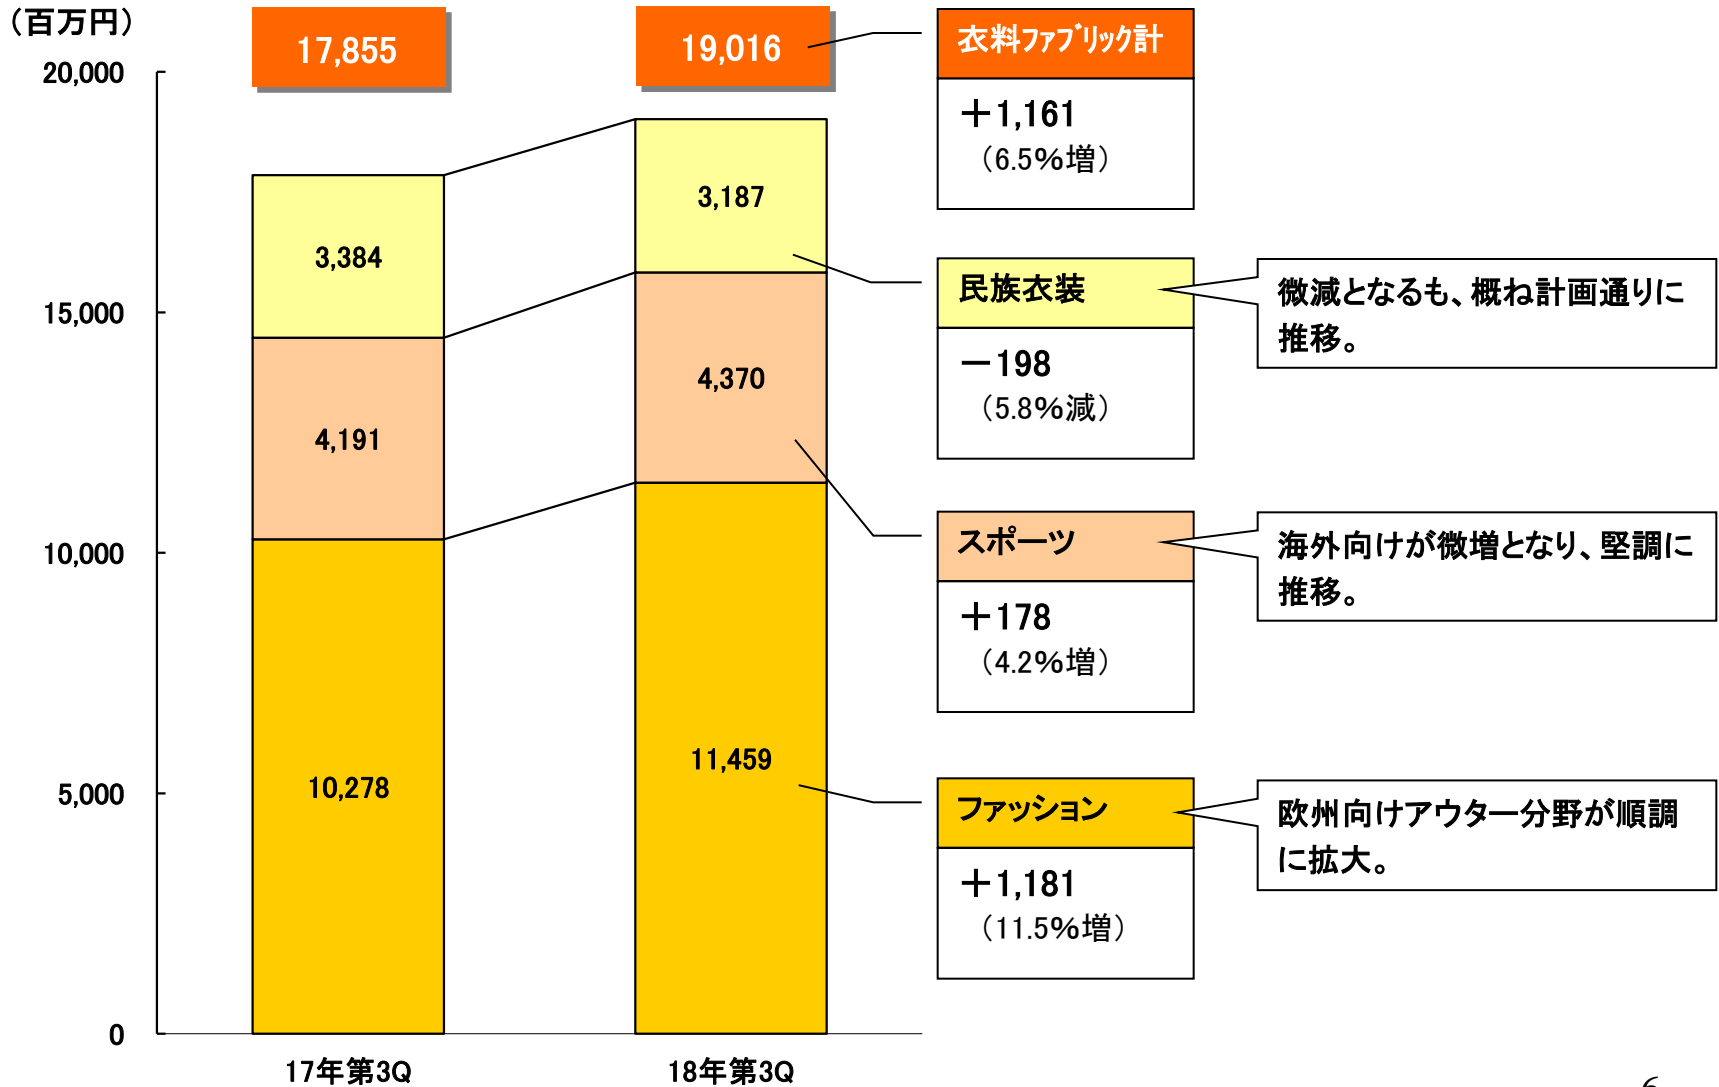 （百万円）
20,000
15,000
10,000
5,000
0
17,855
3,384
4,191
10,278
17年第3Q
19,016
3,187
4,370
11,459
18年第3Q
衣料ﾌｧﾌﾞﾘｯｸ計
＋1,161
（6.5%増）
民族衣装
－198
（5.8%減）
微減となるも、概ね計画通りに
推移。
スポーツ
＋178
（4.2%増）
海外向けが微増となり、堅調に
推移。
ファッション
＋1,181
（11.5%増）
欧州向けアウター分野が順調
に拡大。
6